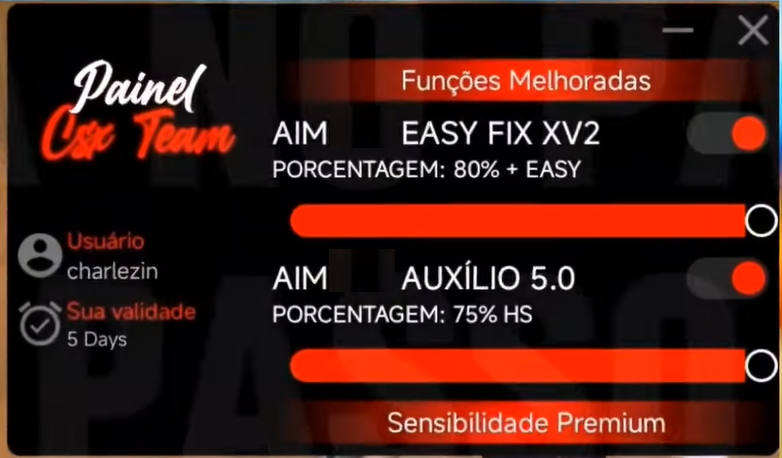 Painel
Csx Team
Usuário
charlezin
Sua validade
5 Days
Funções Melhoradas
AIM EASY FIX XV2
PORCENTAGEM: 80% + EASY
AIM AUXÍLIO 5.0
PORCENTAGEM: 75% HS
Sensibilidade Premium